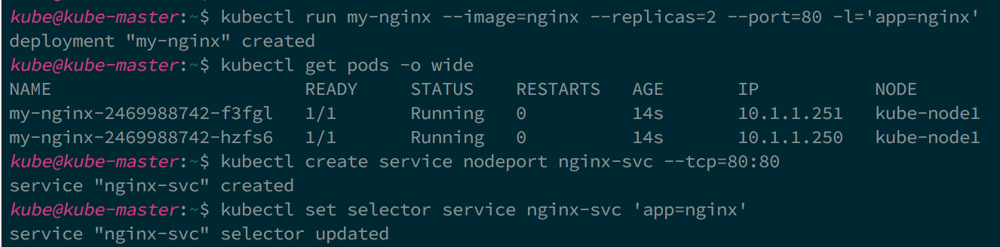 kube@kube-master:~$ kubectl run my-nginx --image=nginx --replicas=2 --port=80 -l='app=nginx'
deployment "my-nginx" created
kube@kube-master:~$ kubectl get pods -o wide
NAME READY STATUS RESTARTS AGE IP NODE
my-nginx-2469988742-f3fgl 1/1 Running 0 14s 10.1.1.251 kube-node1
my-nginx-2469988742-hzfs6 1/1 Running 0 14s 10.1.1.250 kube-node1
kube@kube-master:~$ kubectl create service nodeport nginx-svc --tcp=80:80
service "nginx-svc" created
kube@kube-master:~$ kubectl set selector service nginx-svc 'app=nginx'
service "nginx-svc" selector updated